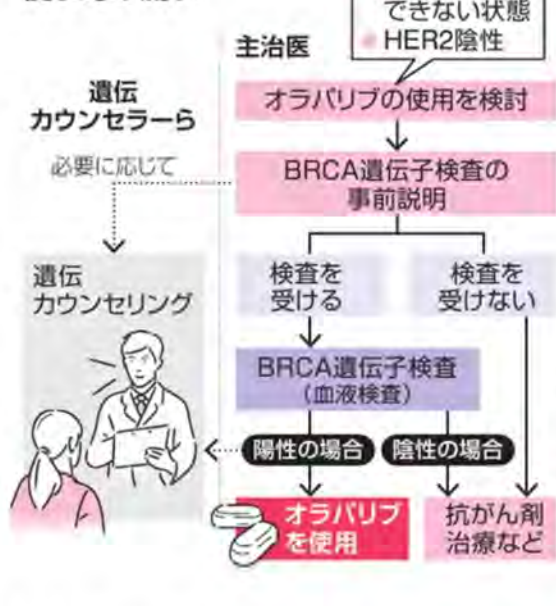 できない状態
HER2陰性
主治医
遺伝
カウンセラーら
オラパリブの使用を検討
必要に応じて
BRCA遺伝子検査の
事前説明
遺伝
カウンセリング
検査を
受ける
検査を
受けない
BRCA遺伝子検査
(血液検査)
陽性の場合
陰性の場合
オラパリブ
を使用
抗がん剤
治療など